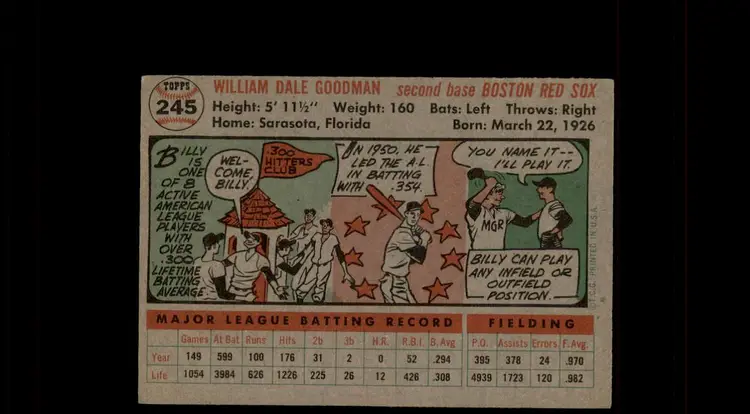 TOPPS
245
WILLIAM DALE GOODMAN second base BOSTON RED SOX
Height: 5' 11½" Weight: 160 Bats: Left Throws: Right
Home: Sarasota, Florida Born: March 22, 1926
BILLY
IS
ONE
OF 8
ACTIVE
AMERICAN
LEAGUE
PLAYERS
WITH
OVER
.300
LIFETIME
BATTING
AVERAGE
WEL-
COME,
BILLY.
.300
HITTERS
CLUB
IN 1950, HE
LED THE A.L.
IN BATTING
WITH .354.
YOU NAME IT--
I'LL PLAY IT.
MGR
BILLY CAN PLAY
ANY INFIELD OR
OUTFIELD
POSITION.
© T.C.G. PRINTED IN U.S.A.
MAJOR LEAGUE BATTING RECORD FIELDING
Games At Bat Runs Hits 2b 3b H.R. R.B.I. B. Avg P.O. Assists Errors F. Avg.
Year 149 599 100 176 31 2 0 52 .294 395 378 24 .970
Life 1054 3984 626 1226 225 26 12 426 .308 4939 1723 120 .982